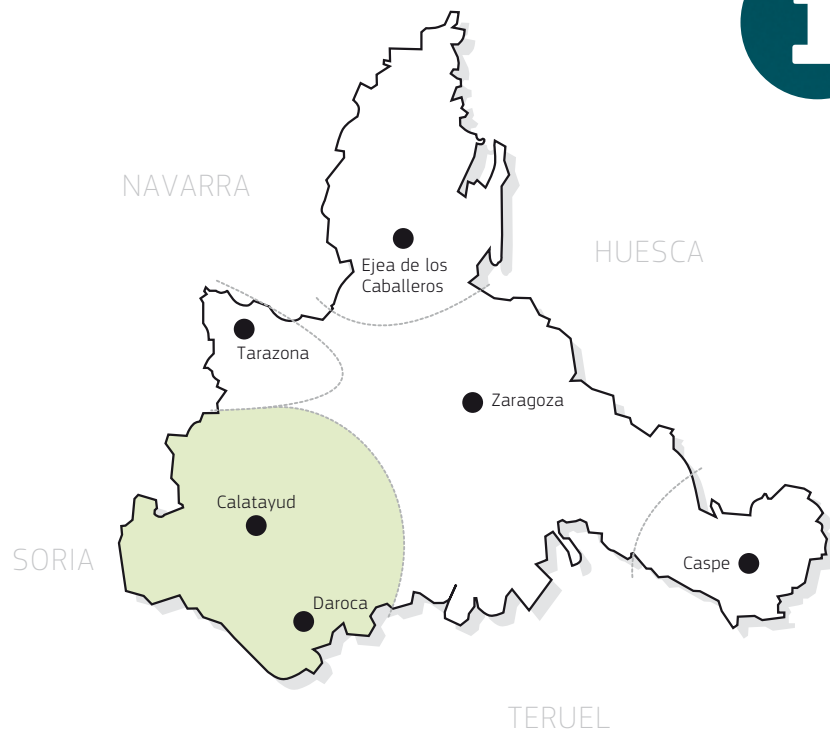 NAVARRA
HUESCA
Ejea de los
Caballeros
Tarazona
Zaragoza
Calatayud
SORIA
Caspe
Daroca
TERUEL